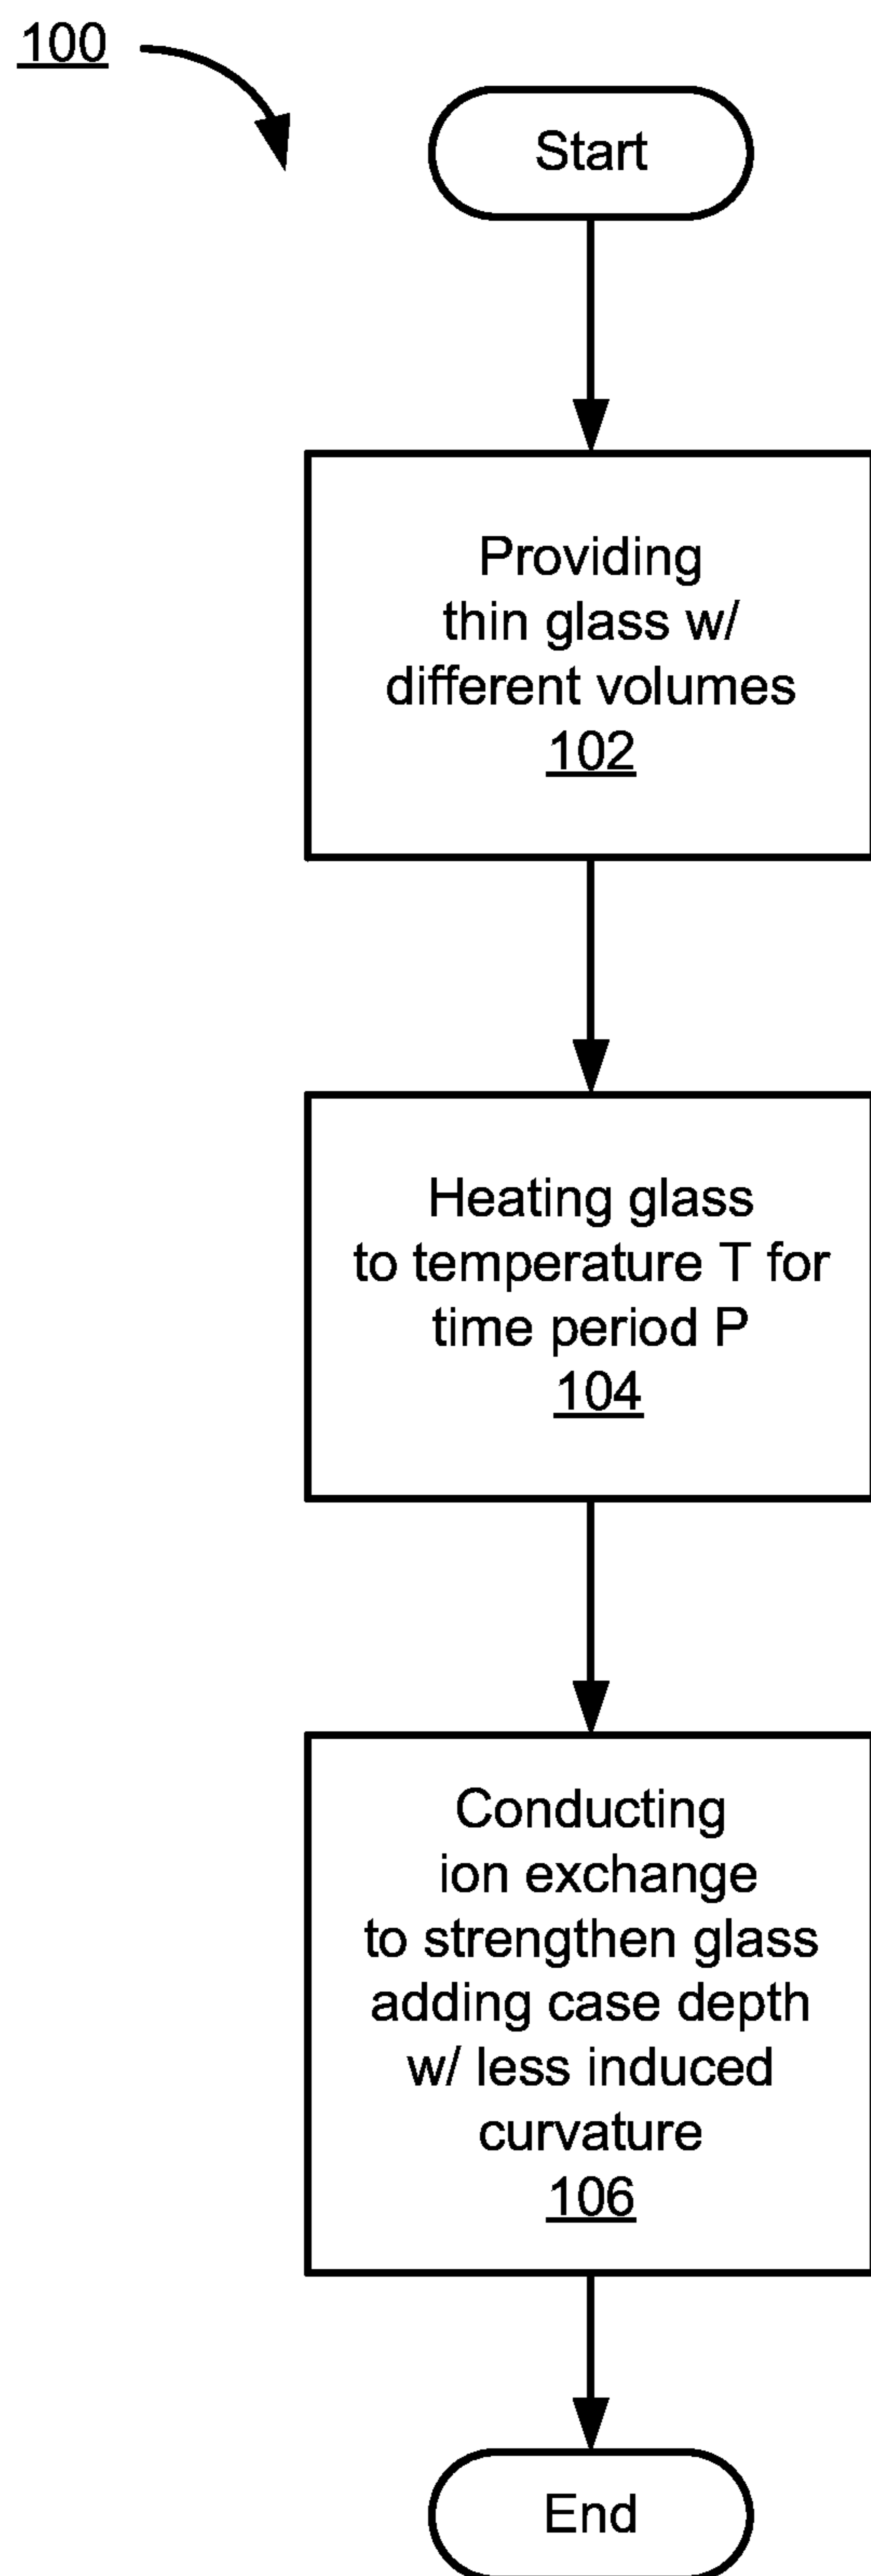 100
Start
Providing
thin glass w/
different volumes
102
Heating glass
to temperature T for
time period P
104
Conducting
ion exchange
to strengthen glass
adding case depth
w/ less induced
curvature
106
End